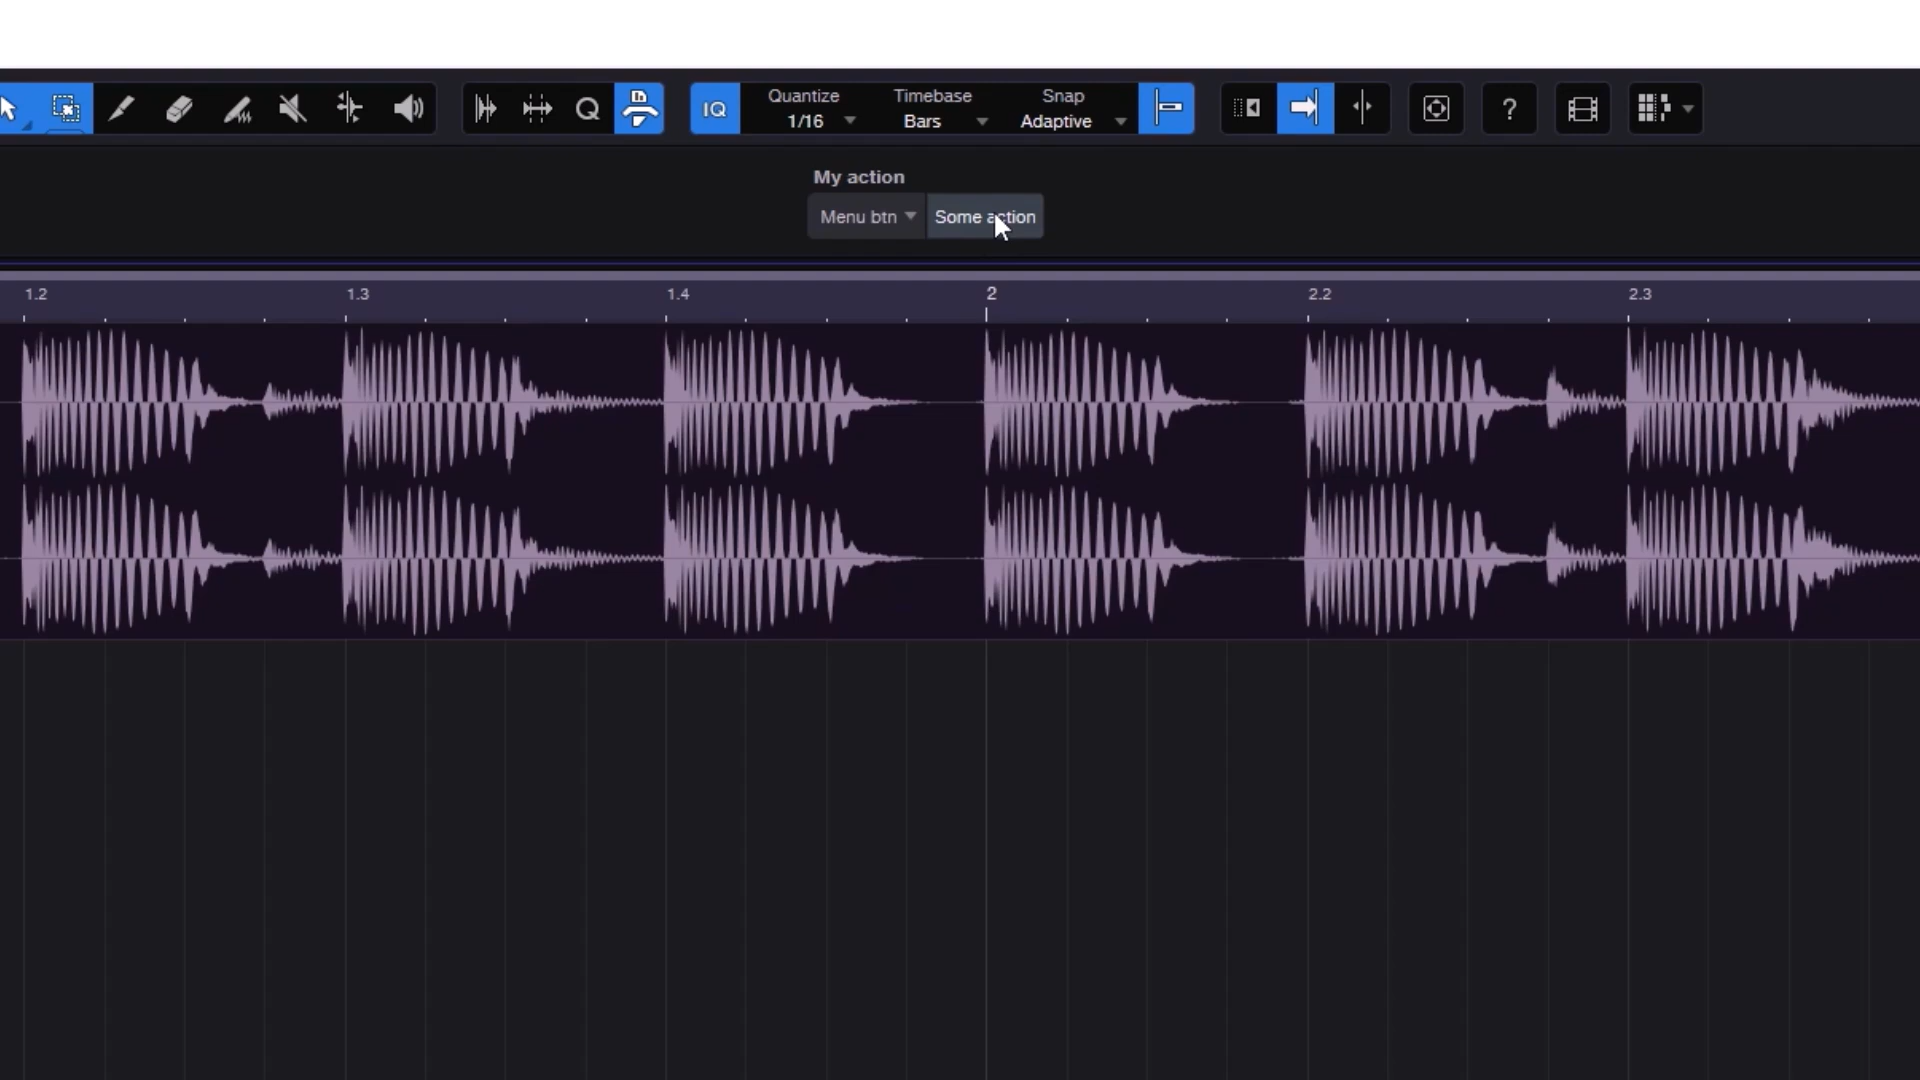 IQ
Quantize
1/16
Timebase
Bars
Snap
Adaptive
Q
?
My action
Menu btn
Some action
1.2
1.3
1.4
2
2.2
2.3